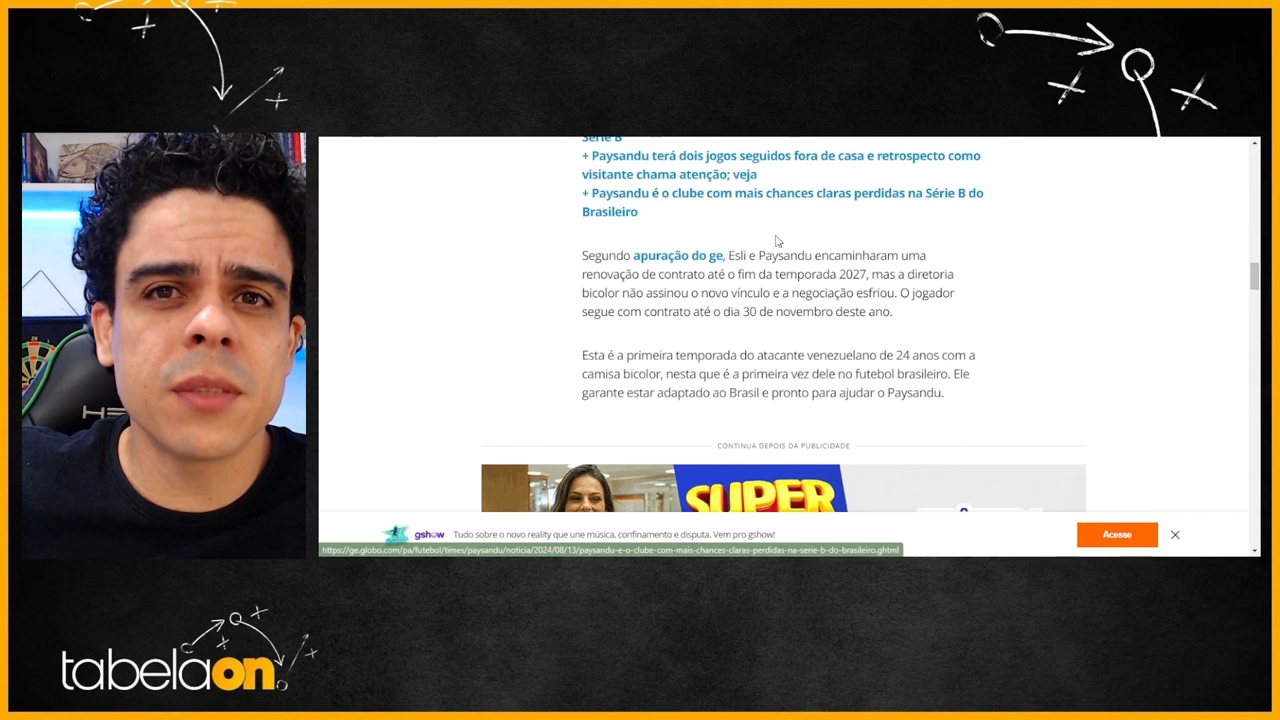 Série B
+ Paysandu terá dois jogos seguidos fora de casa e retrospecto como
visitante chama atenção; veja
+ Paysandu é o clube com mais chances claras perdidas na Série B do
Brasileiro
Segundo apuração do ge, Esli e Paysandu encaminharam uma
renovação de contrato até o fim da temporada 2027, mas a diretoria
bicolor não assinou o novo vínculo e a negociação esfriou. O jogador
segue com contrato até o dia 30 de novembro deste ano.
Esta é a primeira temporada do atacante venezuelano de 24 anos com a
camisa bicolor, nesta que é a primeira vez dele no futebol brasileiro. Ele
garante estar adaptado ao Brasil e pronto para ajudar o Paysandu.
CONTINUA DEPOIS DA PUBLICIDADE
SUPER
gshow Tudo sobre o novo reality que une música, confinamento e disputa. Vem pro gshow!
Acesse
https://ge.globo.com/pa/futebol/times/paysandu/noticia/2024/08/13/paysandu-e-o-clube-com-mais-chances-claras-perdidas-na-serie-b-do-brasileiro.ghtml
tabelaon